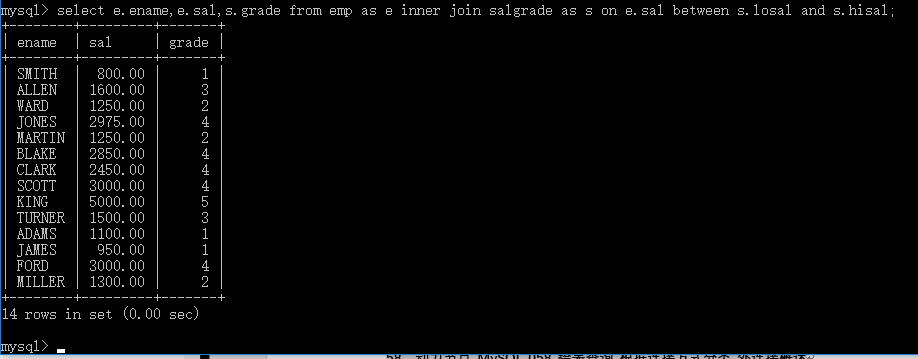 mysql> select e.ename,e.sal,s.grade from emp as e inner join salgrade as s on e.sal between s.losal and s.hisal;
+--------+---------+-------+
| ename  | sal     | grade |
+--------+---------+-------+
| SMITH  |  800.00 |     1 |
| ALLEN  | 1600.00 |     3 |
| WARD   | 1250.00 |     2 |
| JONES  | 2975.00 |     4 |
| MARTIN | 1250.00 |     2 |
| BLAKE  | 2850.00 |     4 |
| CLARK  | 2450.00 |     4 |
| SCOTT  | 3000.00 |     4 |
| KING   | 5000.00 |     5 |
| TURNER | 1500.00 |     3 |
| ADAMS  | 1100.00 |     1 |
| JAMES  |  950.00 |     1 |
| FORD   | 3000.00 |     4 |
| MILLER | 1300.00 |     2 |
+--------+---------+-------+
14 rows in set (0.00 sec)
mysql>